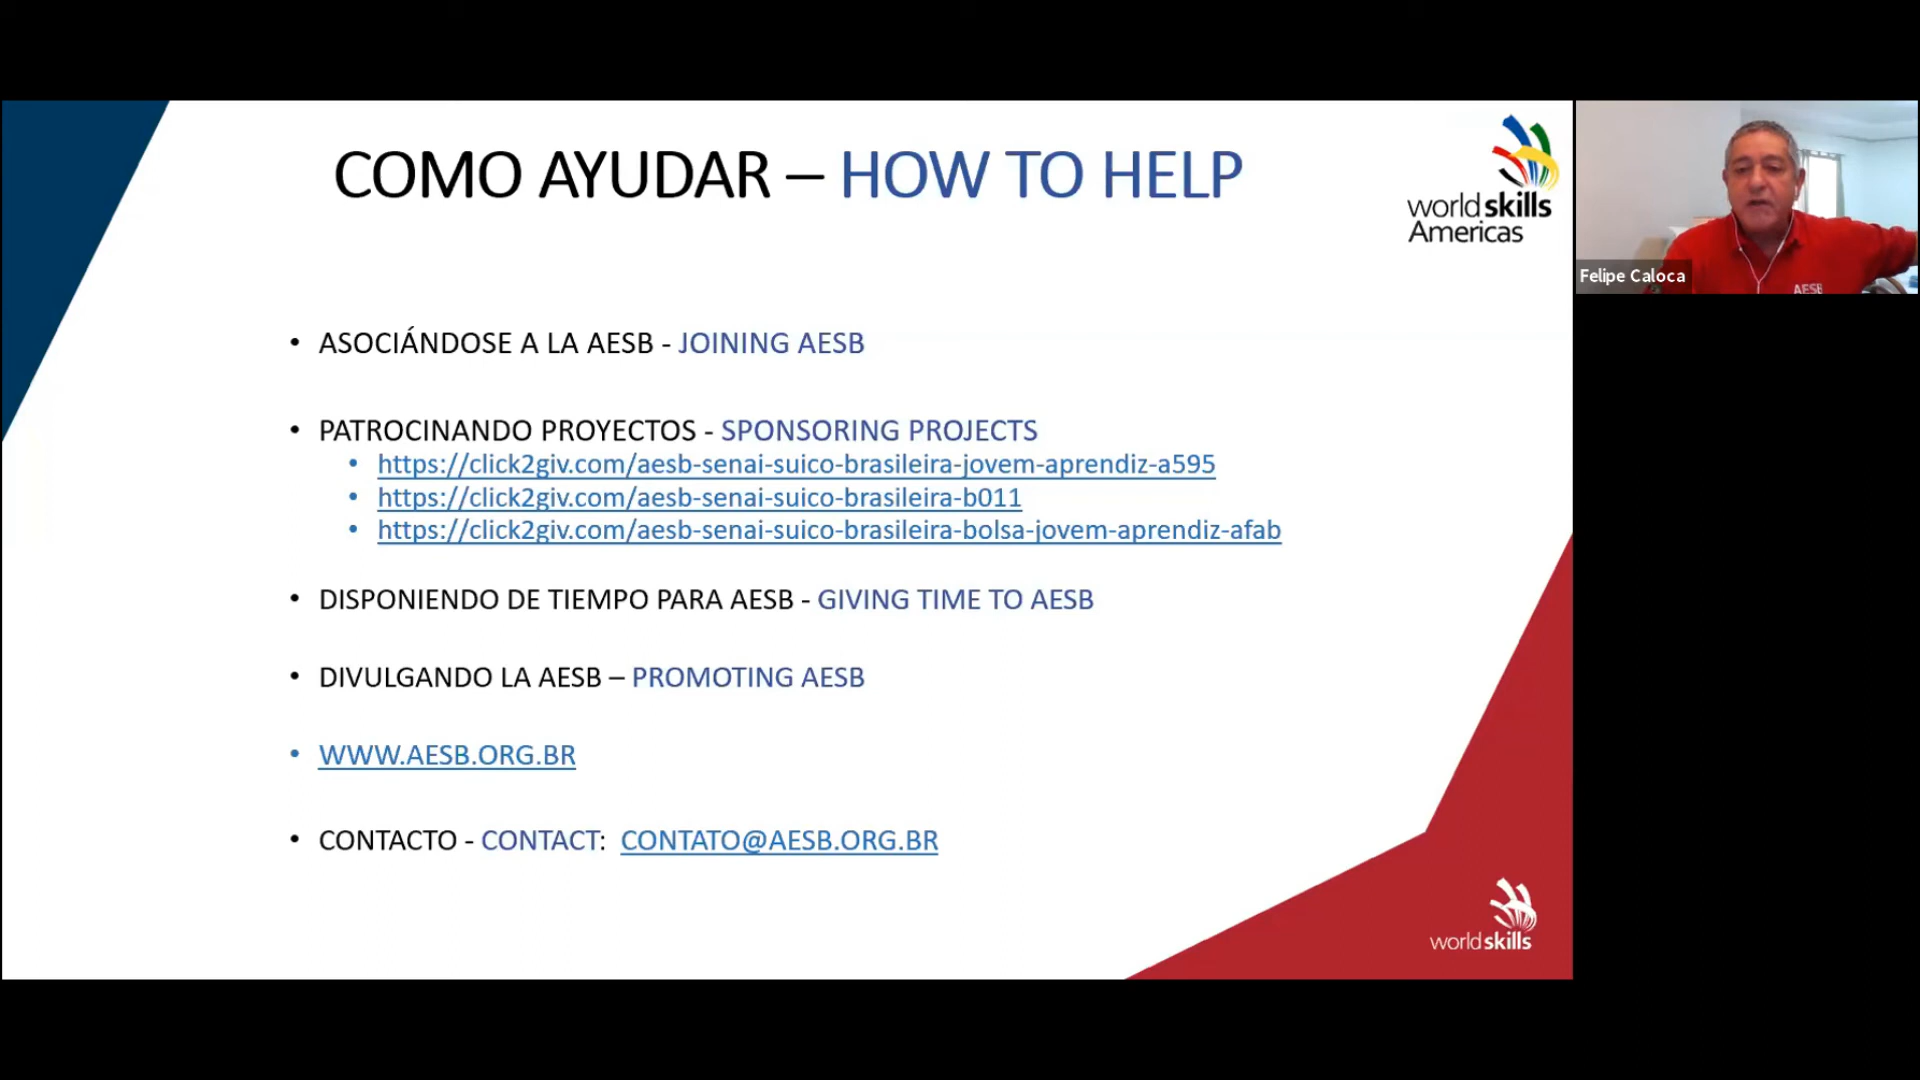 COMO AYUDAR – HOW TO HELP
worldskills
Americas
Felipe Caloca
AESB
• ASOCIÁNDOSE A LA AESB - JOINING AESB
• PATROCINANDO PROYECTOS - SPONSORING PROJECTS
• https://click2giv.com/aesb-senai-suico-brasileira-jovem-aprendiz-a595
• https://click2giv.com/aesb-senai-suico-brasileira-b011
• https://click2giv.com/aesb-senai-suico-brasileira-bolsa-jovem-aprendiz-afab
• DISPONIENDO DE TIEMPO PARA AESB - GIVING TIME TO AESB
• DIVULGANDO LA AESB – PROMOTING AESB
• WWW.AESB.ORG.BR
• CONTACTO - CONTACT: CONTATO@AESB.ORG.BR
worldskills